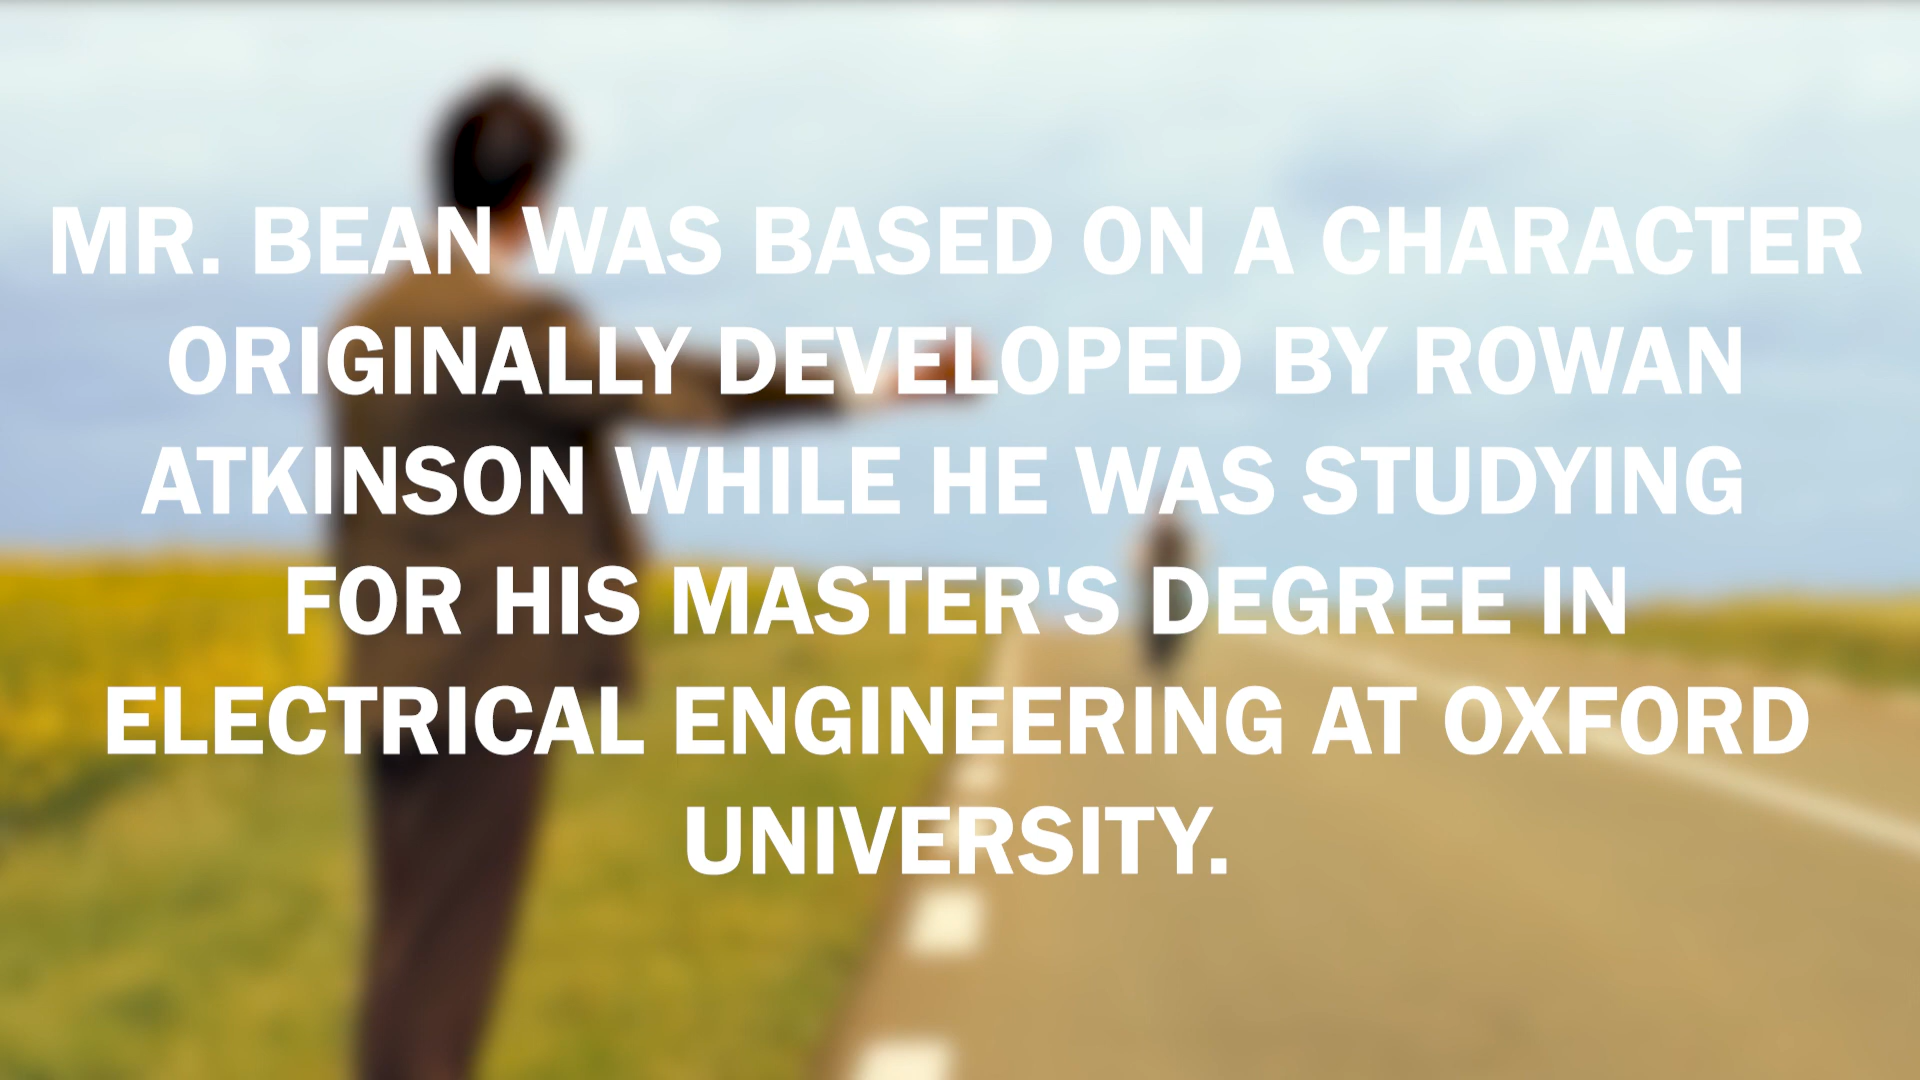 MR. BEAN WAS BASED ON A CHARACTER
ORIGINALLY DEVELOPED BY ROWAN
ATKINSON WHILE HE WAS STUDYING
FOR HIS MASTER'S DEGREE IN
ELECTRICAL ENGINEERING AT OXFORD
UNIVERSITY.